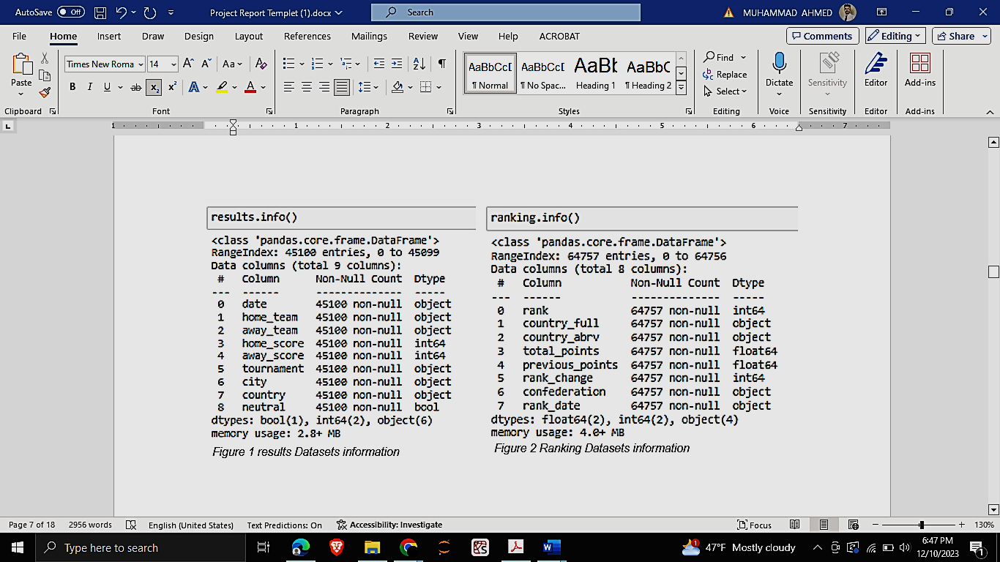 AutoSave Off Project Report Templet (1).docx Search MUHAMMAD AHMED
File Home Insert Draw Design Layout References Mailings Review View Help ACROBAT Comments Editing Share
Paste
Clipboard
Times New Roma 14
Font
Paragraph
AaBbCcD AaBbCcD AaBb AaBbC
¶ Normal ¶ No Spac... Heading 1 ¶ Heading 2
Styles
Find
Replace
Select
Editing
Dictate
Voice
Sensitivity
Sensitivity
Editor
Editor
Add-ins
Add-ins
1 1 2 3 4 5 6 7
results.info()
<class 'pandas.core.frame.DataFrame'>
RangeIndex: 45100 entries, 0 to 45099
Data columns (total 9 columns):
# Column Non-Null Count Dtype
--- ------ -------------- -----
0 date 45100 non-null object
1 home_team 45100 non-null object
2 away_team 45100 non-null object
3 home_score 45100 non-null int64
4 away_score 45100 non-null int64
5 tournament 45100 non-null object
6 city 45100 non-null object
7 country 45100 non-null object
8 neutral 45100 non-null bool
dtypes: bool(1), int64(2), object(6)
memory usage: 2.8+ MB
Figure 1 results Datasets information
ranking.info()
<class 'pandas.core.frame.DataFrame'>
RangeIndex: 64757 entries, 0 to 64756
Data columns (total 8 columns):
# Column Non-Null Count Dtype
--- ------ -------------- -----
0 rank 64757 non-null int64
1 country_full 64757 non-null object
2 country_abrv 64757 non-null object
3 total_points 64757 non-null float64
4 previous_points 64757 non-null float64
5 rank_change 64757 non-null int64
6 confederation 64757 non-null object
7 rank_date 64757 non-null object
dtypes: float64(2), int64(2), object(4)
memory usage: 4.0+ MB
Figure 2 Ranking Datasets information
Page 7 of 18 2956 words English (United States) Text Predictions: On Accessibility: Investigate Focus 130%
Type here to search 47°F Mostly cloudy 6:47 PM
12/10/2023